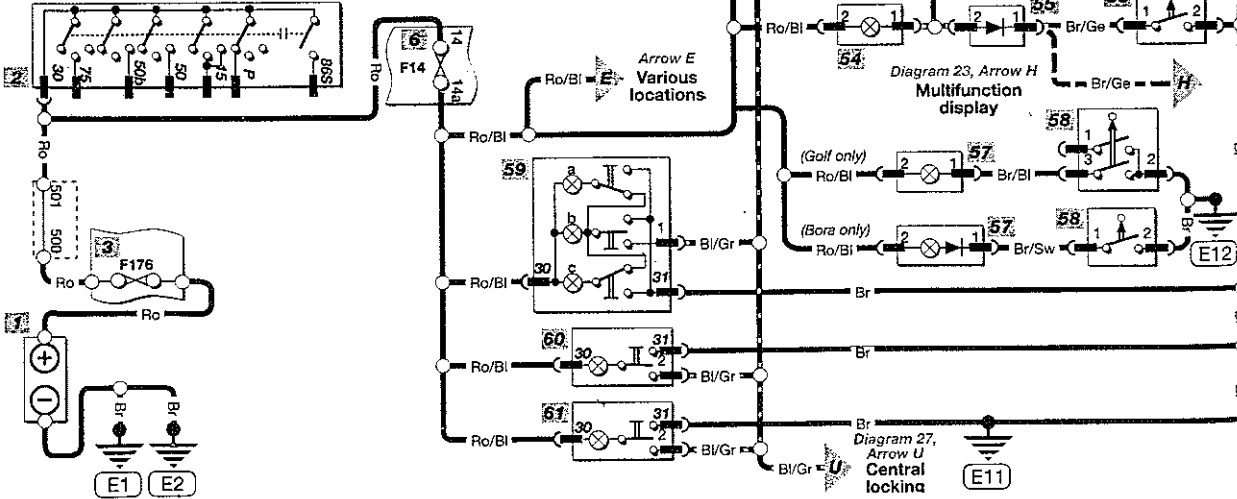 2
30
75
50b
50
15
P
86S
Ro
501
500
3
F176
Ro
Ro
1
+
−
Br
Br
E1
E2
Ro
6
14
F14
14a
Ro/Bl
Ro/Bl
E
Arrow E
Various
locations
59
a
b
c
1
30
31
Ro/Bl
Bl/Gr
Br
60
30
31
2
Ro/Bl
Bl/Gr
Br
61
30
31
2
Ro/Bl
Bl/Gr
Br
Bl/Gr
U
Diagram 27,
Arrow U
Central
locking
E11
Ro/Bl
2
1
54
2
1
55
Br/Ge
1
2
Diagram 23, Arrow H
Multifunction
display
Br/Ge
H
(Golf only)
Ro/Bl
2
1
57
Br/Bl
58
1
3
2
Br
E12
(Bora only)
Ro/Bl
2
1
57
Br/Sw
58
1
2